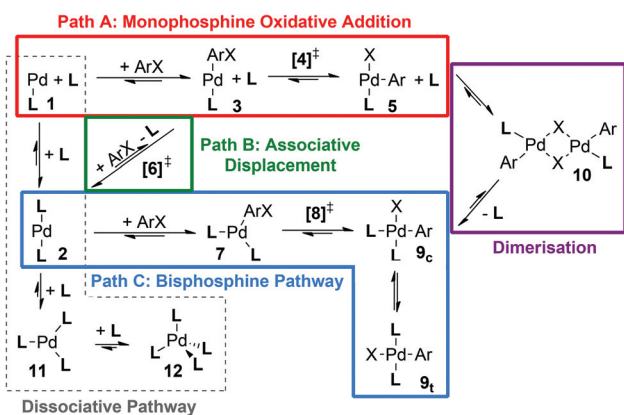 Path A: Monophosphine Oxidative Addition
ArX
X
Pd + L
+ ArX
Pd + L
[4]‡
Pd-Ar + L
L
L
L
1
3
5
+ L
+ ArX - L
[6]‡
Path B: Associative
Displacement
L
X
Ar
Pd
Pd
Ar
X
L
10
- L
Dimerisation
L
ArX
X
Pd
+ ArX
L-Pd
[8]‡
L-Pd-Ar
L
L
L
2
7
9c
Path C: Bisphosphine Pathway
+ L
L
L
L
L-Pd
+ L
Pd
X-Pd-Ar
L
L
L
L
L
11
12
9t
Dissociative Pathway